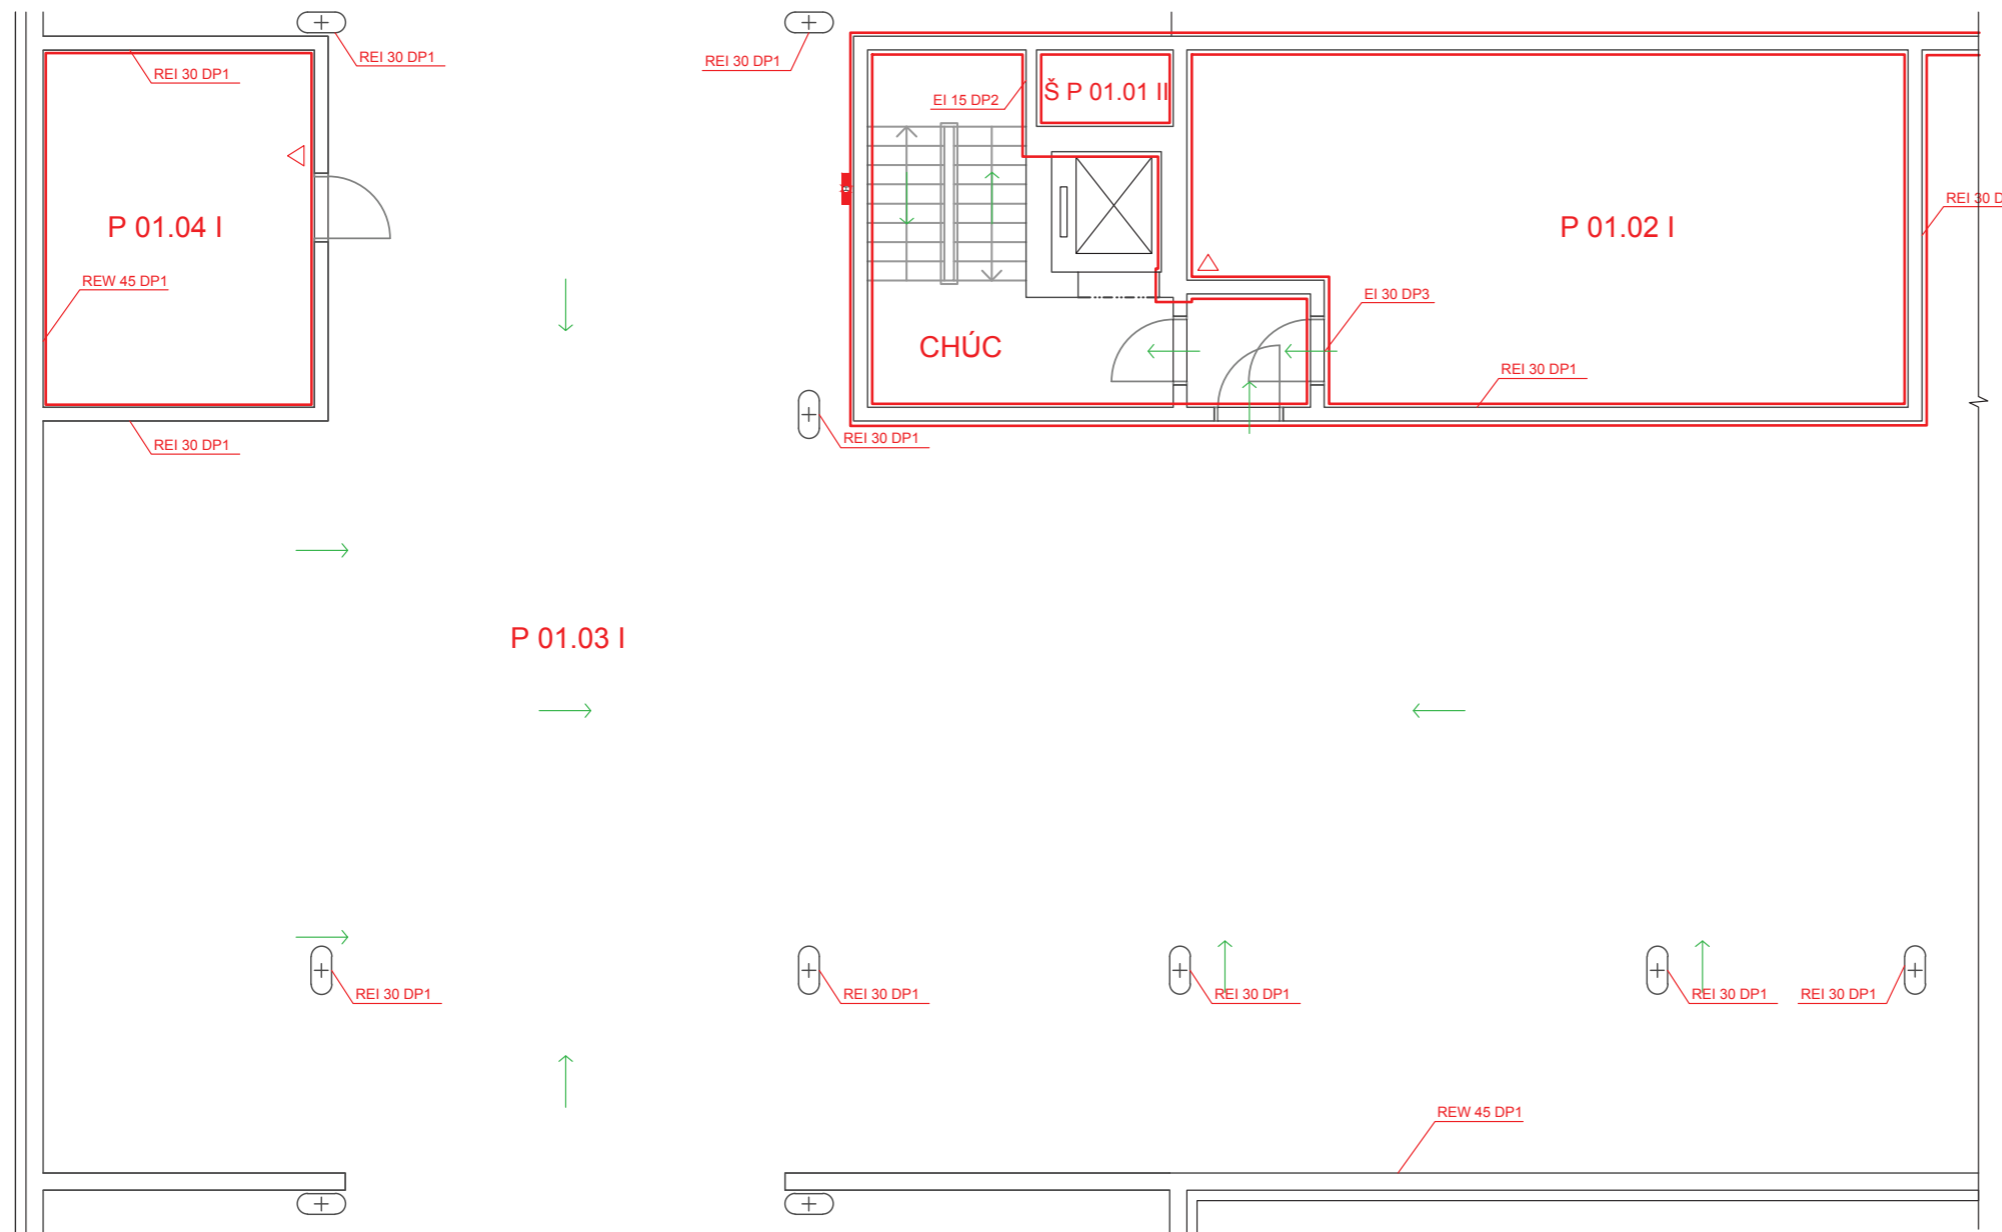 REI 30 DP1
REI 30 DP1
REI 30 DP1
EI 15 DP2
Š P 01.01 II
REI 30 D
P 01.04 I
P 01.02 I
REW 45 DP1
EI 30 DP3
CHÚC
REI 30 DP1
REI 30 DP1
REI 30 DP1
P 01.03 I
REI 30 DP1
REI 30 DP1
REI 30 DP1
REI 30 DP1
REI 30 DP1
REW 45 DP1